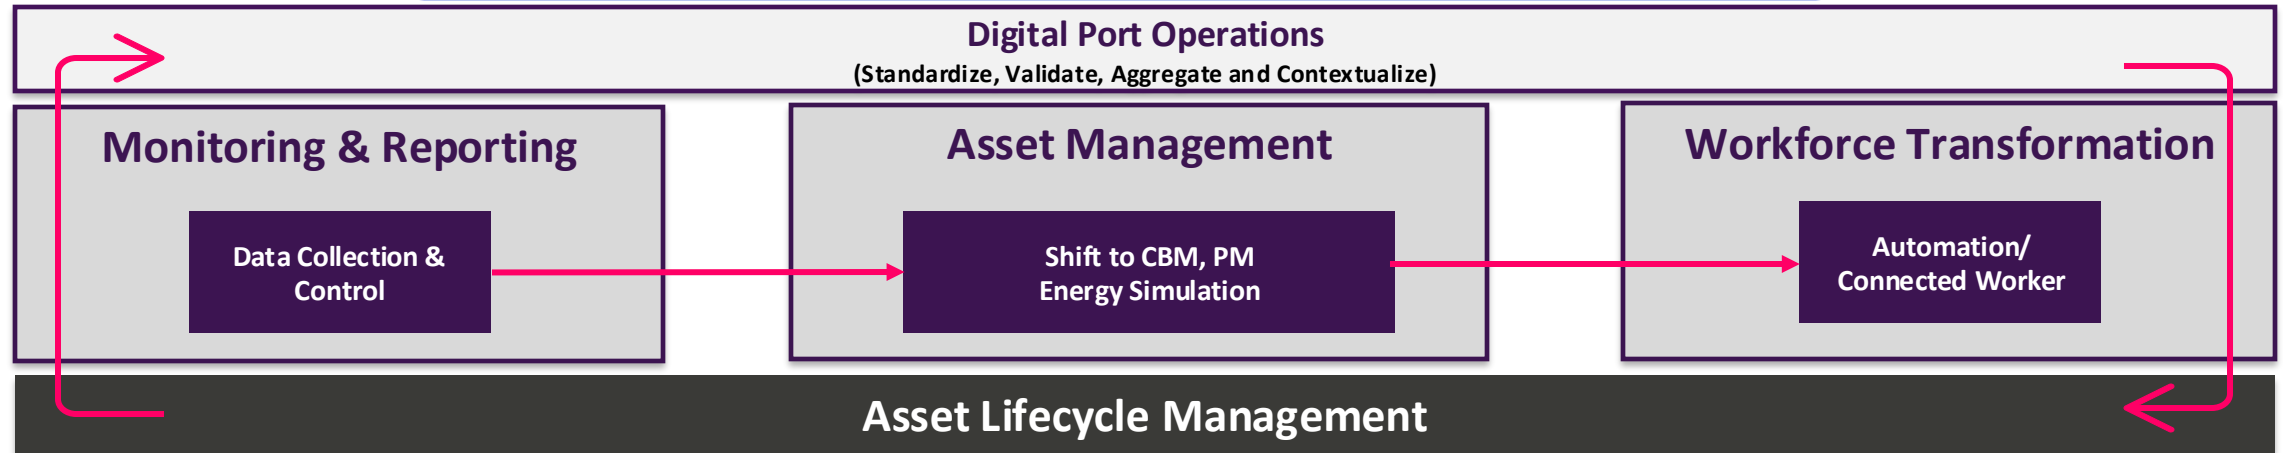 Digital Port Operations
(Standardize, Validate, Aggregate and Contextualize)
Monitoring & Reporting
Data Collection &
Control
Asset Management
Shift to CBM, PM
Energy Simulation
Workforce Transformation
Automation/
Connected Worker
Asset Lifecycle Management